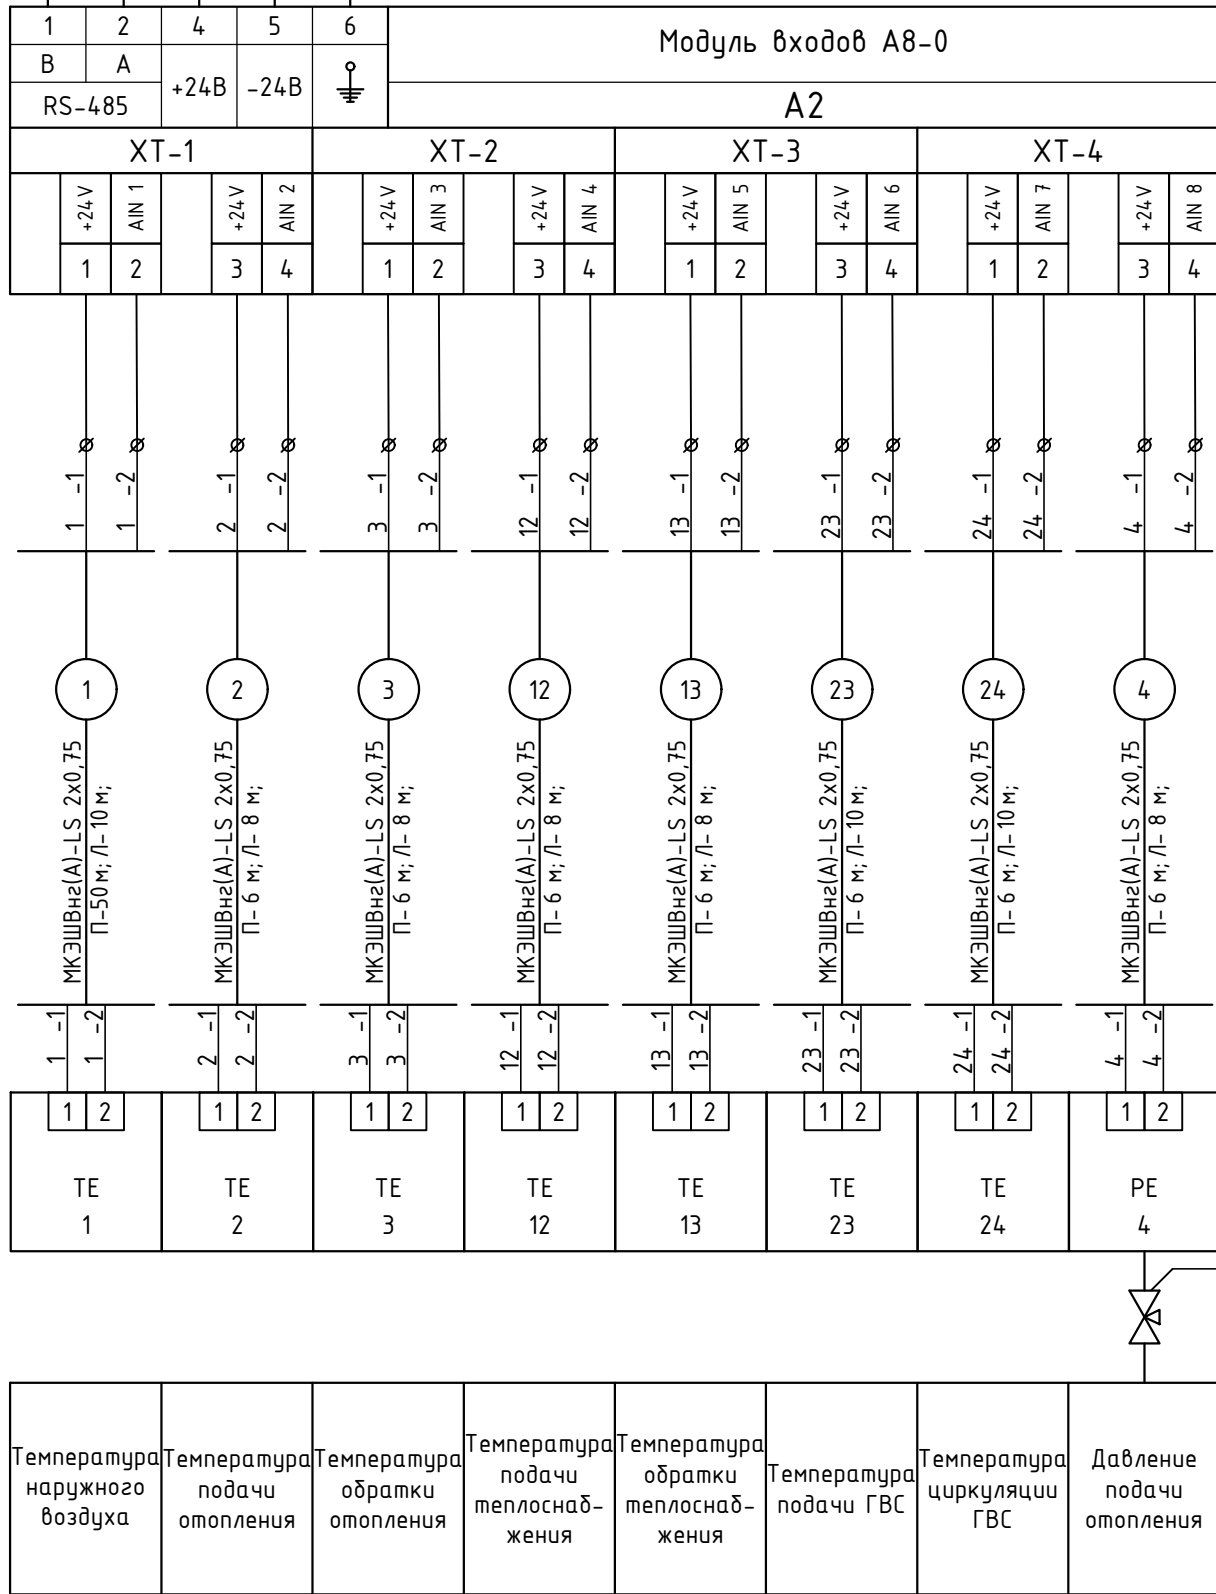 1 2 4 5 6
Модуль входов А8-0
B A
+24В -24В
RS-485
А2
XT-1 XT-2 XT-3 XT-4
+24V AIN 1 +24V AIN 2 +24V AIN 3 +24V AIN 4 +24V AIN 5 +24V AIN 6 +24V AIN 7 +24V AIN 8
1 2 3 4 1 2 3 4 1 2 3 4 1 2 3 4
1 -1 1 -2 2 -1 2 -2 3 -1 3 -2 12 -1 12 -2 13 -1 13 -2 23 -1 23 -2 24 -1 24 -2 4 -1 4 -2
1 2 3 12 13 23 24 4
МКЭШВнг(А)-LS 2x0,75
П-50 м; Л-10 м;
МКЭШВнг(А)-LS 2x0,75
П- 6 м; Л- 8 м;
МКЭШВнг(А)-LS 2x0,75
П- 6 м; Л- 8 м;
МКЭШВнг(А)-LS 2x0,75
П- 6 м; Л- 8 м;
МКЭШВнг(А)-LS 2x0,75
П- 6 м; Л- 8 м;
МКЭШВнг(А)-LS 2x0,75
П- 6 м; Л-10 м;
МКЭШВнг(А)-LS 2x0,75
П- 6 м; Л-10 м;
МКЭШВнг(А)-LS 2x0,75
П- 6 м; Л- 8 м;
1 -1 1 -2 2 -1 2 -2 3 -1 3 -2 12 -1 12 -2 13 -1 13 -2 23 -1 23 -2 24 -1 24 -2 4 -1 4 -2
1 2 1 2 1 2 1 2 1 2 1 2 1 2 1 2
TE TE TE TE TE TE TE PE
1 2 3 12 13 23 24 4
Температура
наружного
воздуха
Температура
подачи
отопления
Температура
обратки
отопления
Температура
подачи
теплоснаб-
жения
Температура
обратки
теплоснаб-
жения
Температура
подачи ГВС
Температура
циркуляции
ГВС
Давление
подачи
отопления